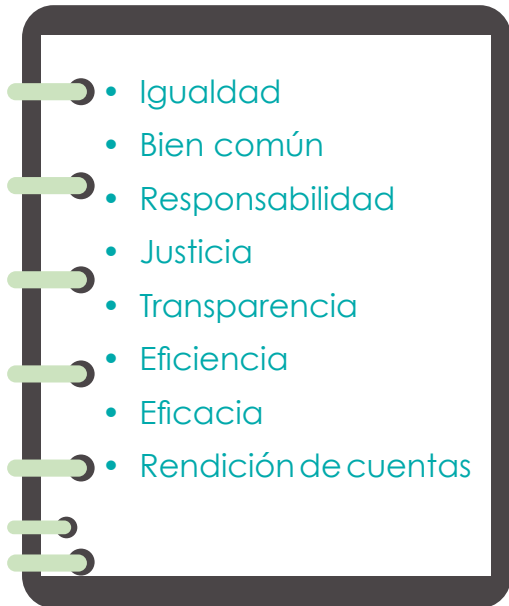 • Igualdad
• Bien común
• Responsabilidad
• Justicia
• Transparencia
• Eficiencia
• Eficacia
• Rendición de cuentas